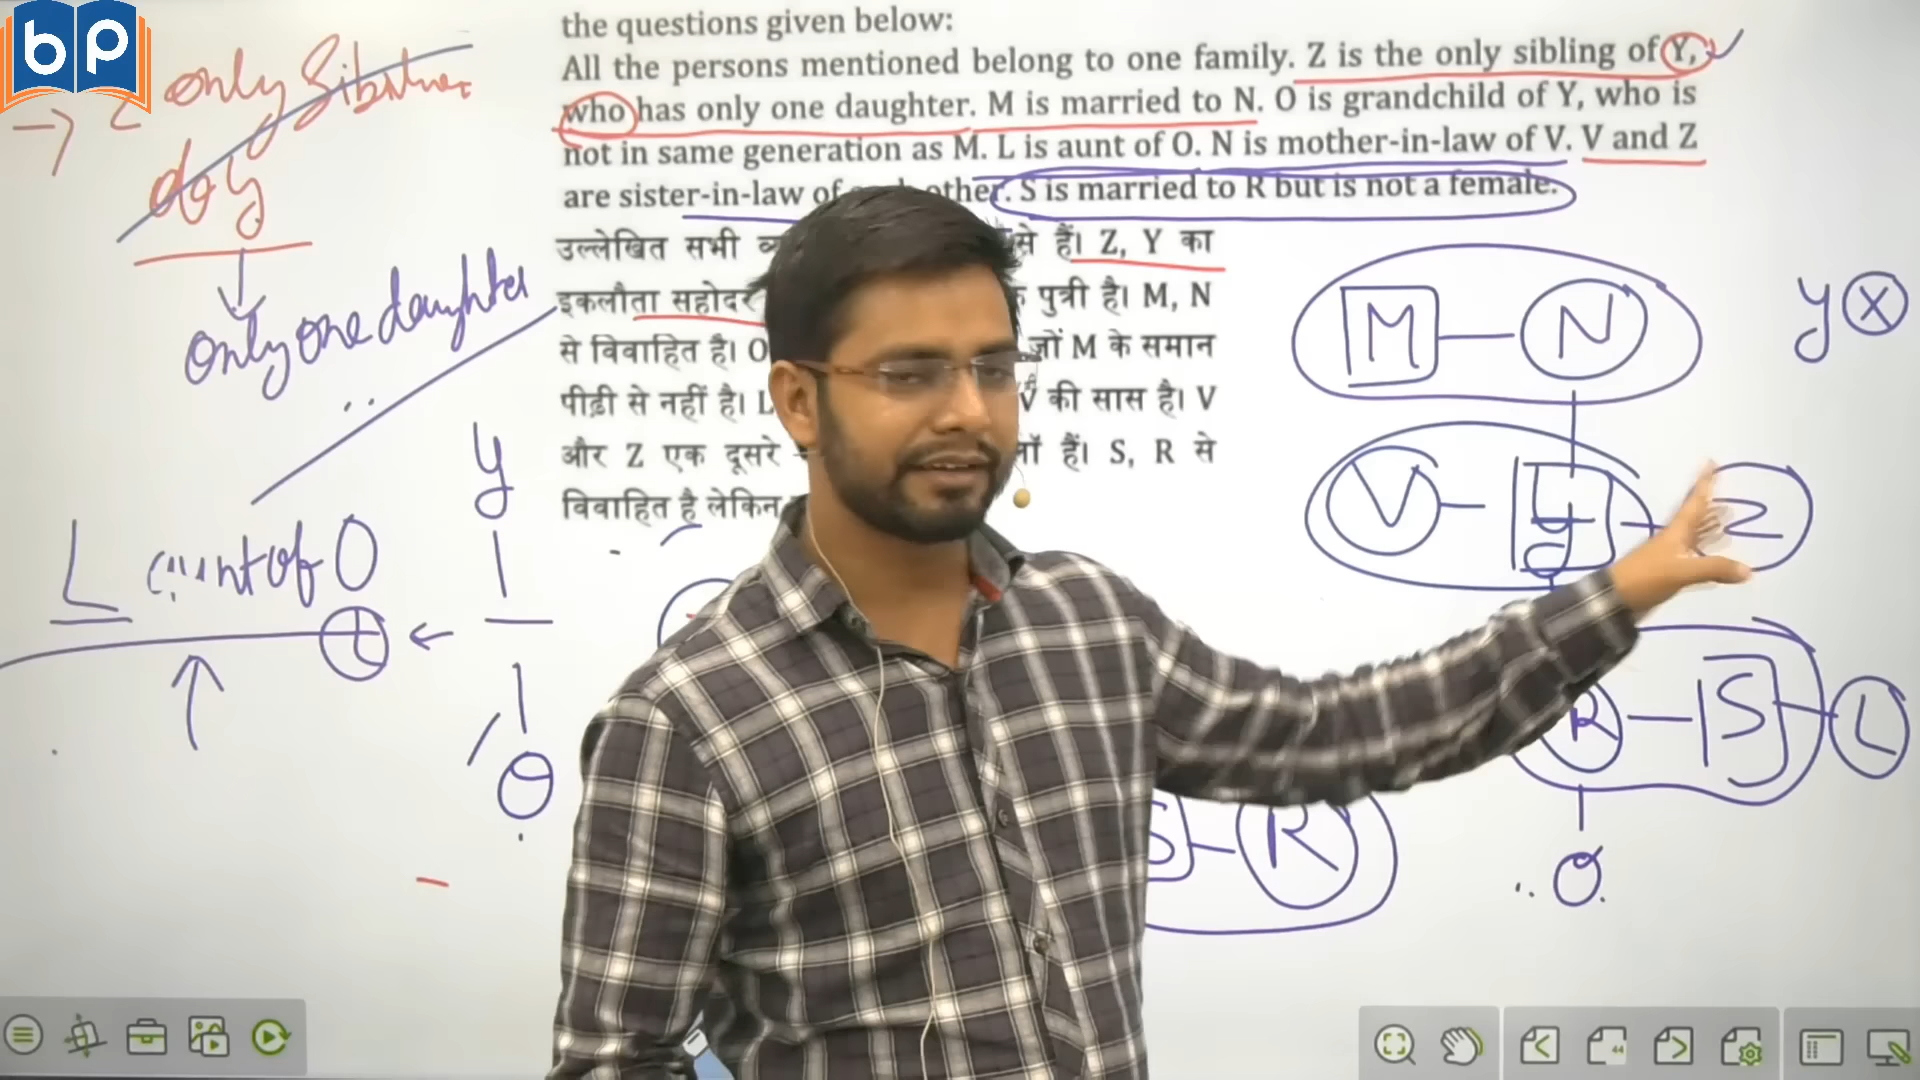 bp
the questions given below:
All the persons mentioned belong to one family. Z is the only sibling of Y,
who has only one daughter. M is married to N. O is grandchild of Y, who is
not in same generation as M. L is aunt of O. N is mother-in-law of V. V and Z
are sister-in-law of other. S is married to R but is not a female.
उल्लेखित सभी से हैं। Z, Y का
इकलौता सहोदर पुत्री है। M, N
से विवाहित है। O जों M के समान
पीढ़ी से नहीं है। L V की सास है। V
और Z एक दूसरे हैं। S, R से
विवाहित है लेकिन
only
of y
only one daughter
Y
L aunt of O
O
M N
y X
V Y Z
R S L
O
S R
44